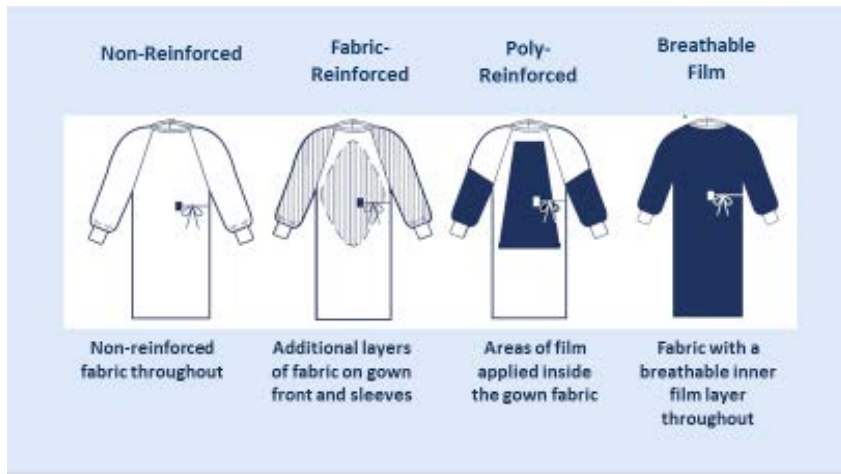 Non-Reinforced
Fabric-
Reinforced
Poly-
Reinforced
Breathable
Film
Non-reinforced
fabric throughout
Additional layers
of fabric on gown
front and sleeves
Areas of film
applied inside
the gown fabric
Fabric with a
breathable inner
film layer
throughout